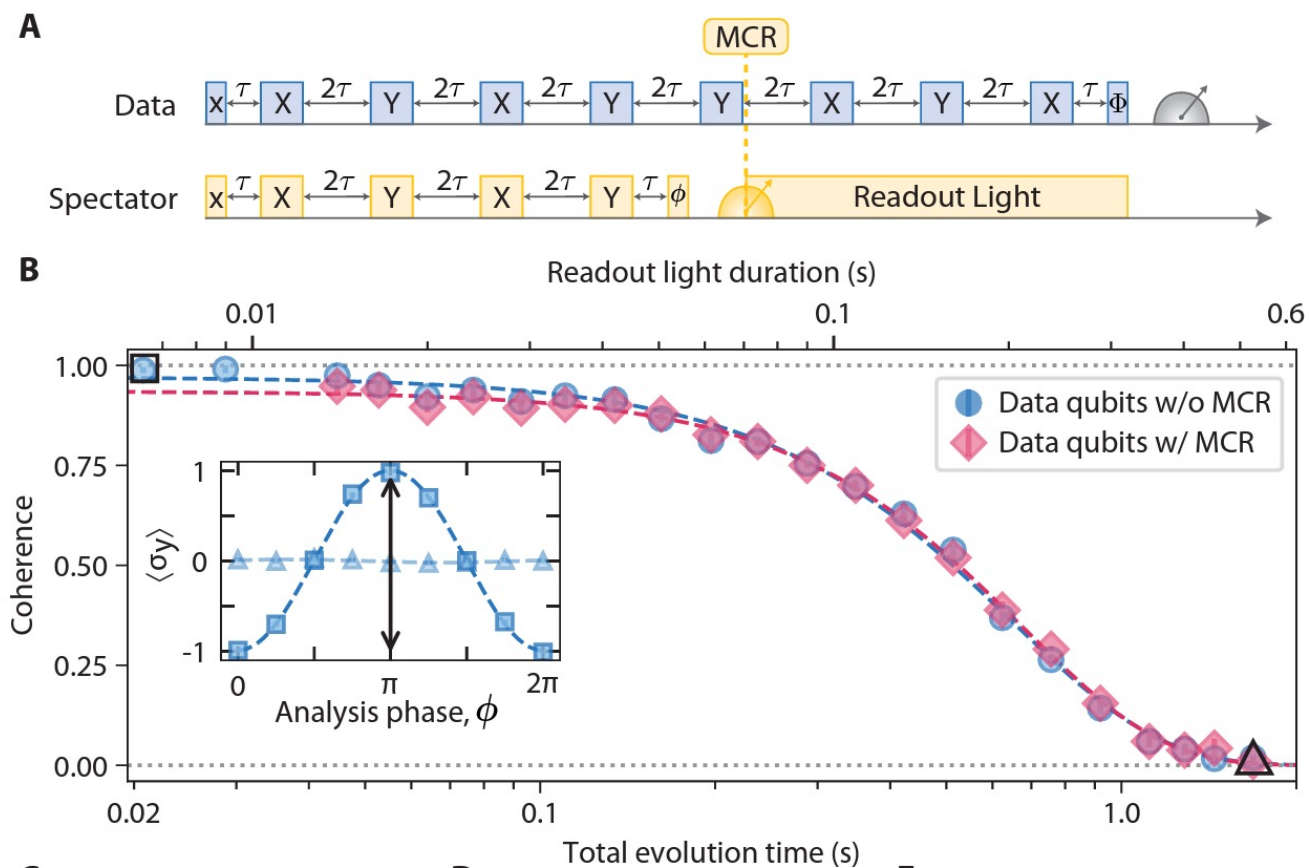 A
MCR
Data x τ X 2τ Y 2τ X 2τ Y 2τ Y 2τ X 2τ Y 2τ X τ Φ
Spectator x τ X 2τ Y 2τ X 2τ Y τ ϕ Readout Light
B
Readout light duration (s)
0.01 0.1 0.6
1.00
0.75
0.50
0.25
0.00
Coherence
Data qubits w/o MCR
Data qubits w/ MCR
1
0
-1
⟨σy⟩
0 π 2π
Analysis phase, ϕ
0.02 0.1 1.0
Total evolution time (s)